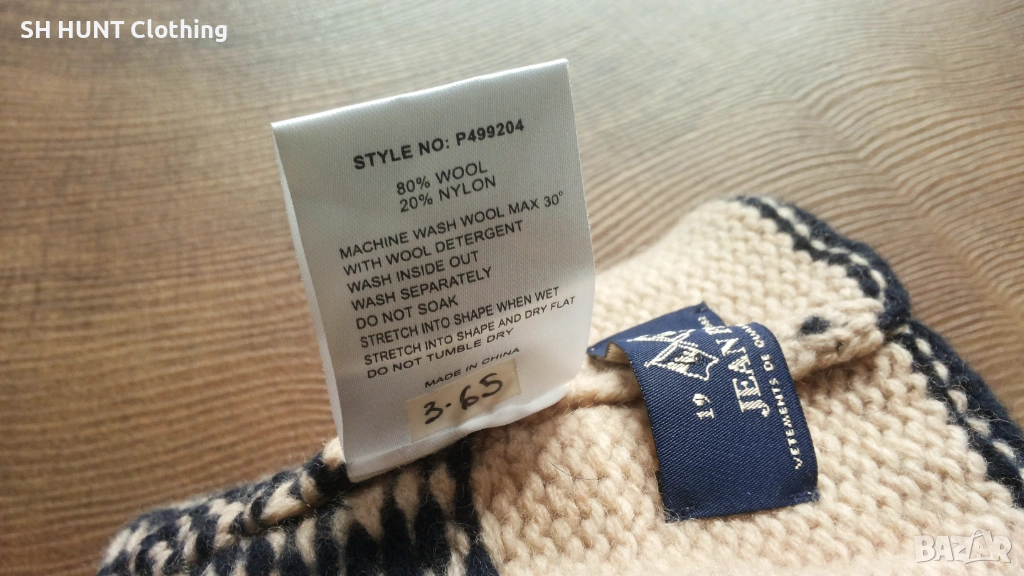 SH HUNT Clothing
STYLE NO: P499204
80% WOOL
20% NYLON
MACHINE WASH WOOL MAX 30°
WITH WOOL DETERGENT
WASH INSIDE OUT
WASH SEPARATELY
DO NOT SOAK
STRETCH INTO SHAPE WHEN WET
STRETCH INTO SHAPE AND DRY FLAT
DO NOT TUMBLE DRY
MADE IN CHINA
3-65
19
JEAN
VETEMENTS DE
BAZAR